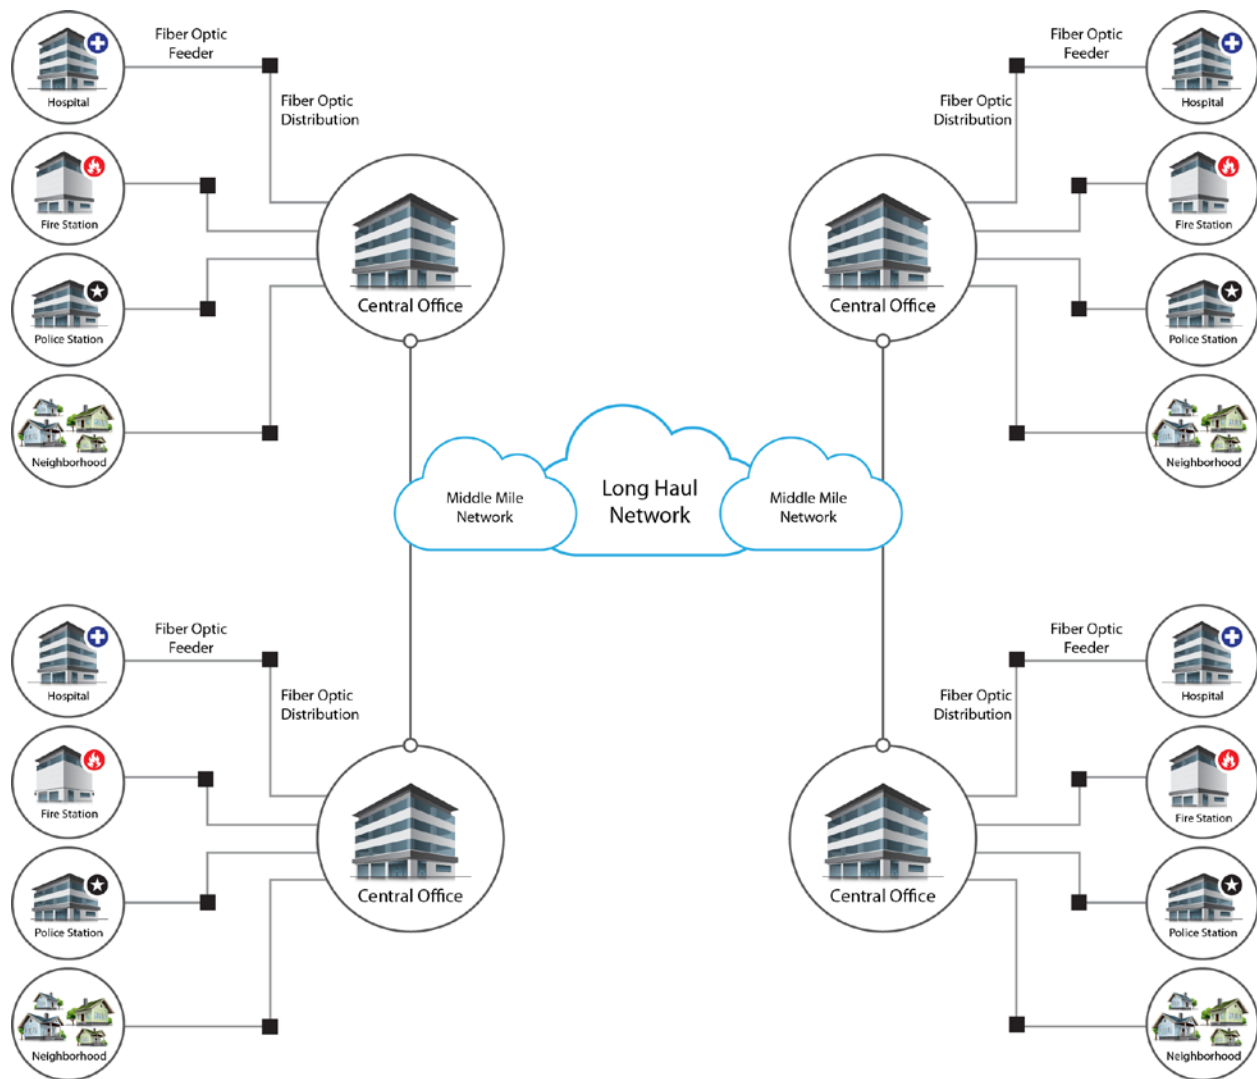 Fiber Optic
Feeder
Hospital
Fiber Optic
Distribution
Fire Station
Police Station
Neighborhood
Central Office
Fiber Optic
Feeder
Hospital
Fiber Optic
Distribution
Fire Station
Police Station
Neighborhood
Central Office
Middle Mile
Network
Long Haul
Network
Middle Mile
Network
Fiber Optic
Feeder
Hospital
Fiber Optic
Distribution
Fire Station
Police Station
Neighborhood
Central Office
Fiber Optic
Feeder
Hospital
Fiber Optic
Distribution
Fire Station
Police Station
Neighborhood
Central Office